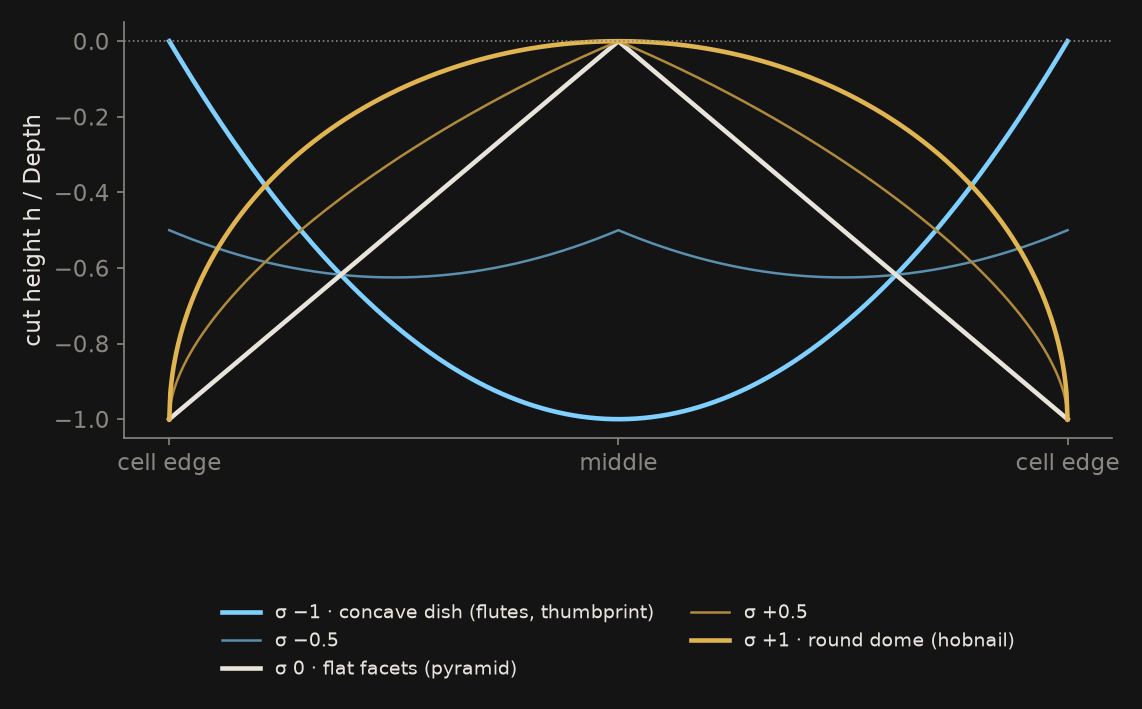 0.0
−0.2
−0.4
−0.6
−0.8
−1.0
cut height h / Depth
cell edge
middle
cell edge
σ −1 · concave dish (flutes, thumbprint)
σ −0.5
σ 0 · flat facets (pyramid)
σ +0.5
σ +1 · round dome (hobnail)